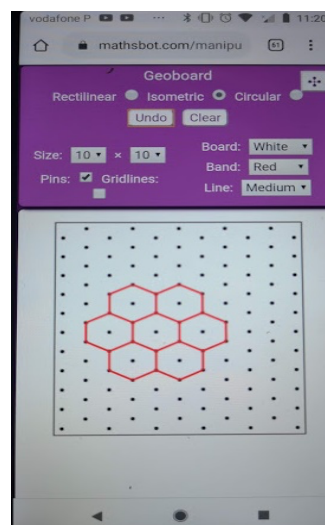 vodafone P ... 11:20
mathsbot.com/manipu 51
Geoboard
Rectilinear Isometric Circular
Undo Clear
Size: 10 × 10
Board: White
Band: Red
Pins: Gridlines:
Line: Medium